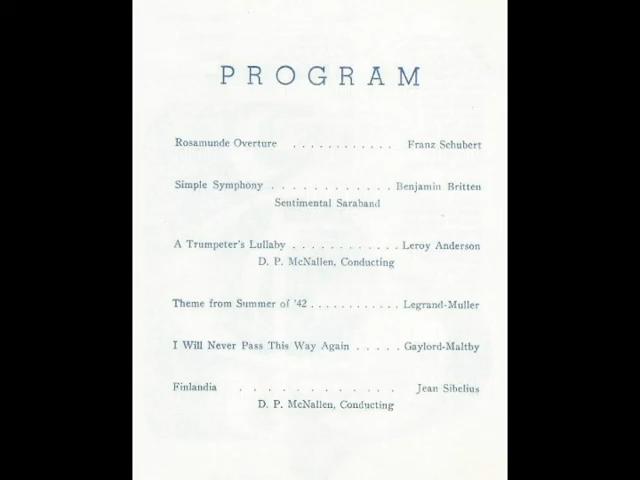 PROGRAM
Rosamunde Overture . . . . . . . . . . . . Franz Schubert
Simple Symphony . . . . . . . . . . . . Benjamin Britten
Sentimental Saraband
A Trumpeter's Lullaby . . . . . . . . . . . . Leroy Anderson
D. P. McNallen, Conducting
Theme from Summer of '42 . . . . . . . . . . . . Legrand-Muller
I Will Never Pass This Way Again . . . . . Gaylord-Maltby
Finlandia . . . . . . . . . . . . Jean Sibelius
D. P. McNallen, Conducting